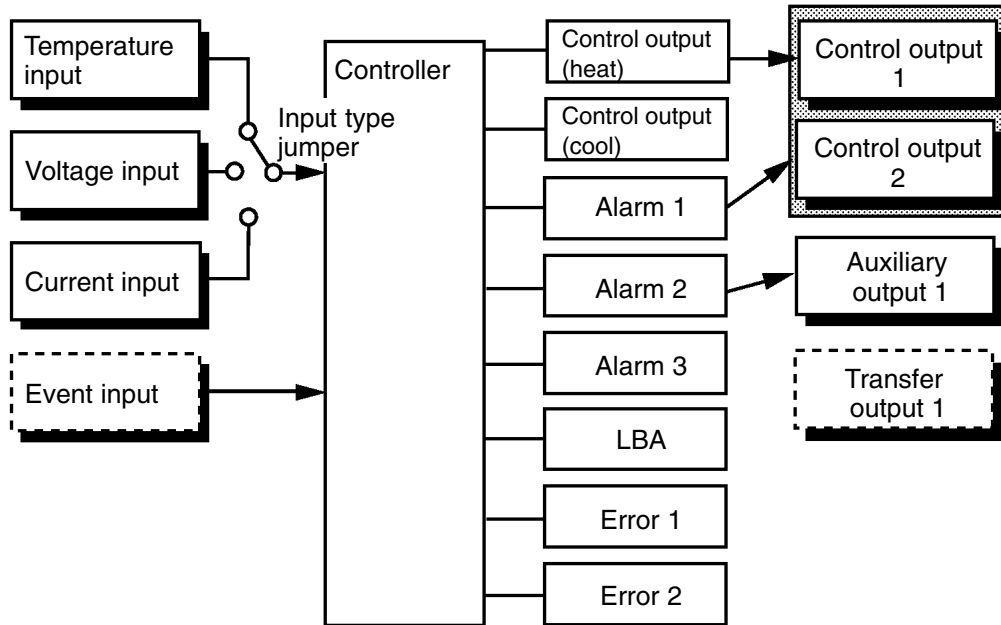 Temperature
input
Voltage input
Current input
Event input
Input type
jumper
Controller
Control output
(heat)
Control output
(cool)
Alarm 1
Alarm 2
Alarm 3
LBA
Error 1
Error 2
Control output
1
Control output
2
Auxiliary
output 1
Transfer
output 1